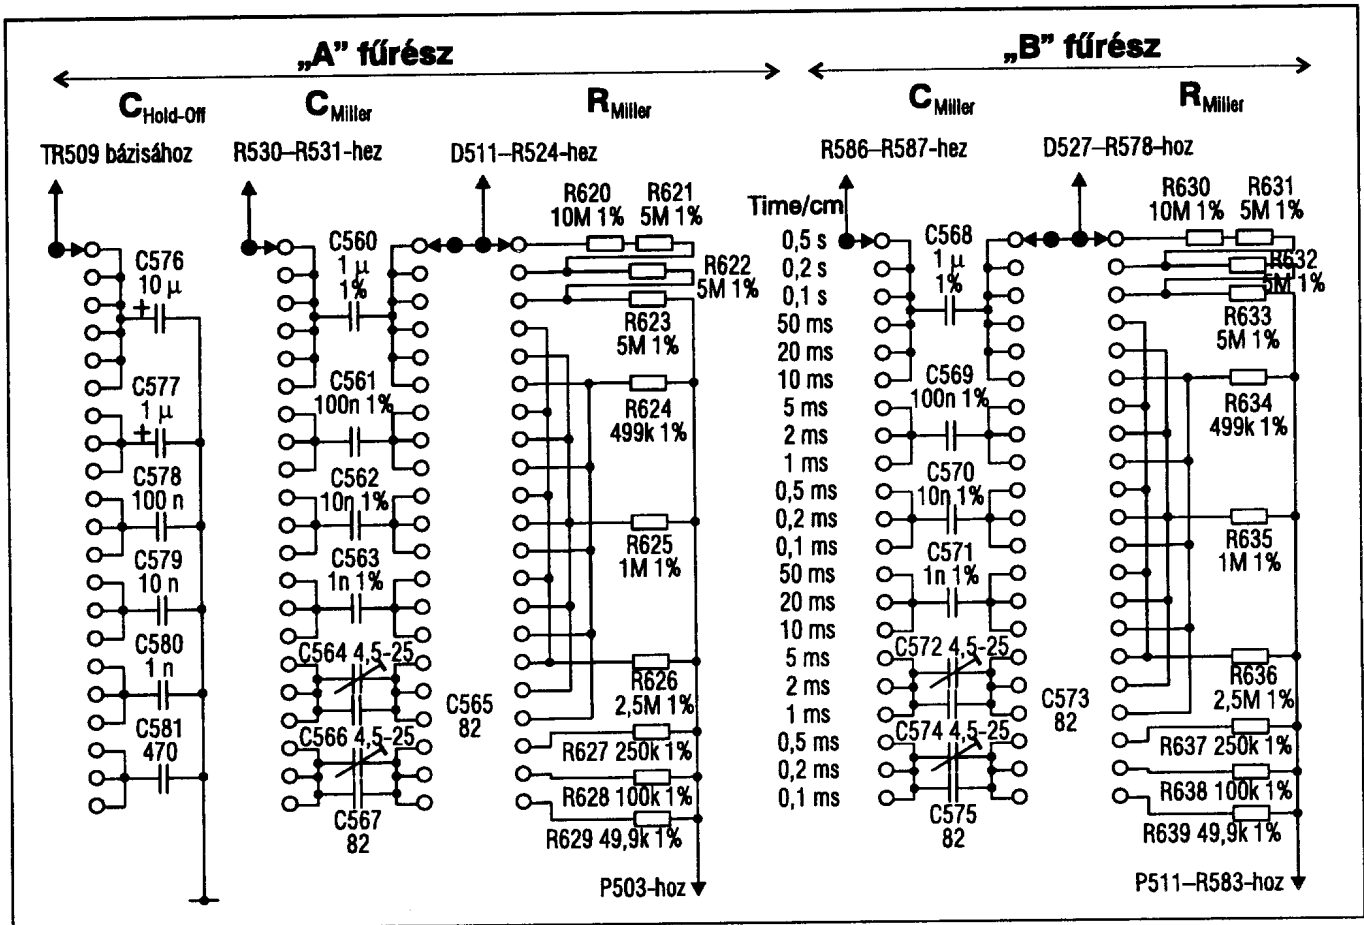 „A” fűrész
„B” fűrész
C Hold-Off
C Miller
R Miller
C Miller
R Miller
TR509 bázisához
R530–R531-hez
D511–R524-hez
R586–R587-hez
D527–R578-hoz
C576
10 μ
+
C577
1 μ
+
C578
100 n
C579
10 n
C580
1 n
C581
470
C560
1 μ
1%
C561
100n 1%
C562
10n 1%
C563
1n 1%
C564 4,5-25
C565
82
C566 4,5-25
C567
82
R620
10M 1%
R621
5M 1%
R622
5M 1%
R623
5M 1%
R624
499k 1%
R625
1M 1%
R626
2,5M 1%
R627 250k 1%
R628 100k 1%
R629 49,9k 1%
P503-hoz
Time/cm
0,5 s
0,2 s
0,1 s
50 ms
20 ms
10 ms
5 ms
2 ms
1 ms
0,5 ms
0,2 ms
0,1 ms
50 ms
20 ms
10 ms
5 ms
2 ms
1 ms
0,5 ms
0,2 ms
0,1 ms
C568
1 μ
1%
C569
100n 1%
C570
10n 1%
C571
1n 1%
C572 4,5-25
C573
82
C574 4,5-25
C575
82
R630
10M 1%
R631
5M 1%
R632
5M 1%
R633
5M 1%
R634
499k 1%
R635
1M 1%
R636
2,5M 1%
R637 250k 1%
R638 100k 1%
R639 49,9k 1%
P511–R583-hoz